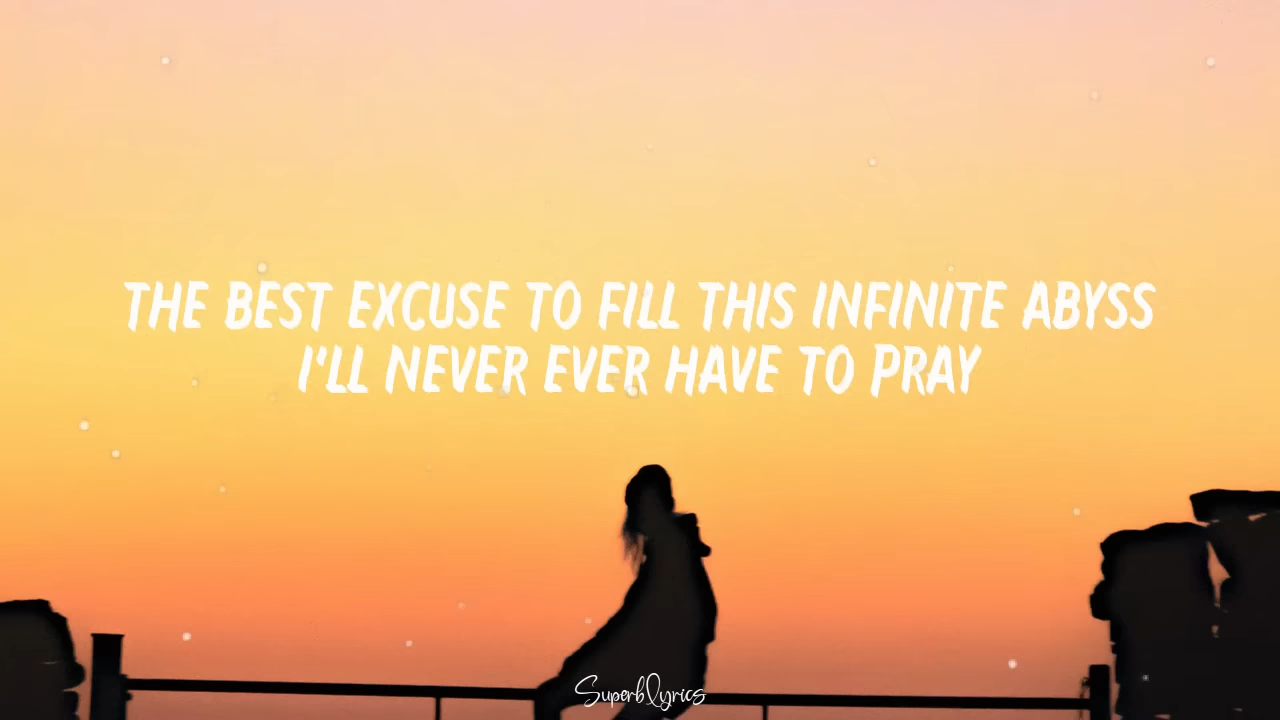 THE BEST EXCUSE TO FILL THIS INFINITE ABYSS
I'LL NEVER EVER HAVE TO PRAY
Superblyrics